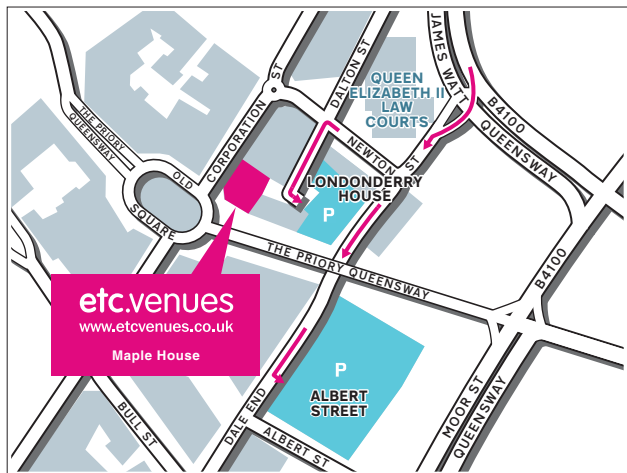 JAMES WATT
QUEENSWAY
B4100
DALTON ST
QUEEN
ELIZABETH II
LAW
COURTS
CORPORATION ST
THE PRIORY
QUEENSWAY
OLD
SQUARE
NEWTON ST
LONDONDERRY
HOUSE
P
THE PRIORY QUEENSWAY
B4100
etc.venues
www.etcvenues.co.uk
Maple House
P
ALBERT
STREET
DALE END
ALBERT ST
BULL ST
MOOR ST
QUEENSWAY